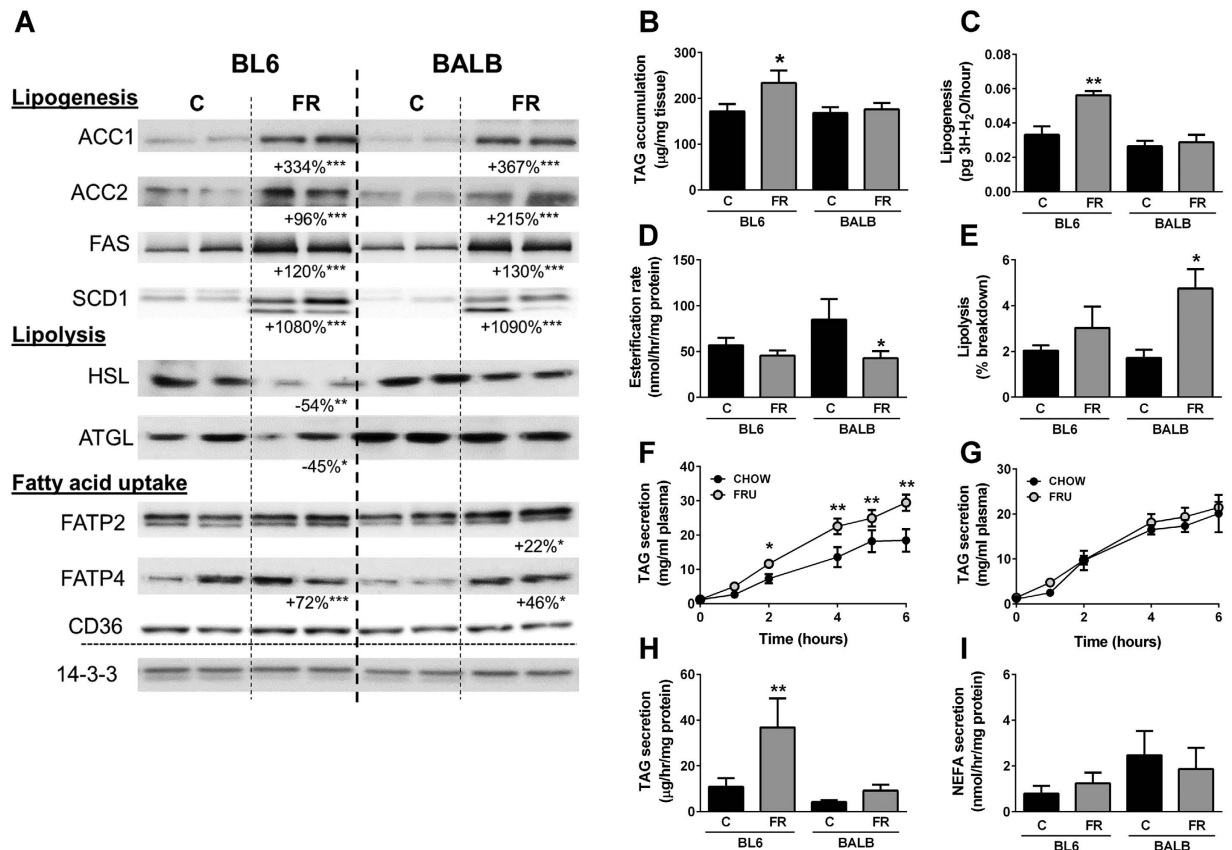 A
BL6 BALB
Lipogenesis C FR C FR
ACC1
+334%*** +367%***
ACC2
+96%*** +215%***
FAS
+120%*** +130%***
SCD1
+1080%*** +1090%***
Lipolysis
HSL
-54%**
ATGL
-45%*
Fatty acid uptake
FATP2
+22%*
FATP4
+72%*** +46%*
CD36
14-3-3
B
TAG accumulation
(µg/mg tissue)
300
200
100
0
*
C FR C FR
BL6 BALB
C
Lipogenesis
(pg 3H-H₂O/hour)
0.08
0.06
0.04
0.02
0.00
**
C FR C FR
BL6 BALB
D
Esterification rate
(nmol/hr/mg protein)
150
100
50
0
*
C FR C FR
BL6 BALB
E
Lipolysis
(% breakdown)
8
6
4
2
0
*
C FR C FR
BL6 BALB
F
TAG secretion
(mg/ml plasma)
40
30
20
10
0
CHOW
FRU
* ** ** **
0 2 4 6
Time (hours)
G
TAG secretion
(mg/ml plasma)
30
20
10
0
CHOW
FRU
0 2 4 6
Time (hours)
H
TAG secretion
(µg/hr/mg protein)
60
40
20
0
**
C FR C FR
BL6 BALB
I
NEFA secretion
(nmol/hr/mg protein)
6
4
2
0
C FR C FR
BL6 BALB